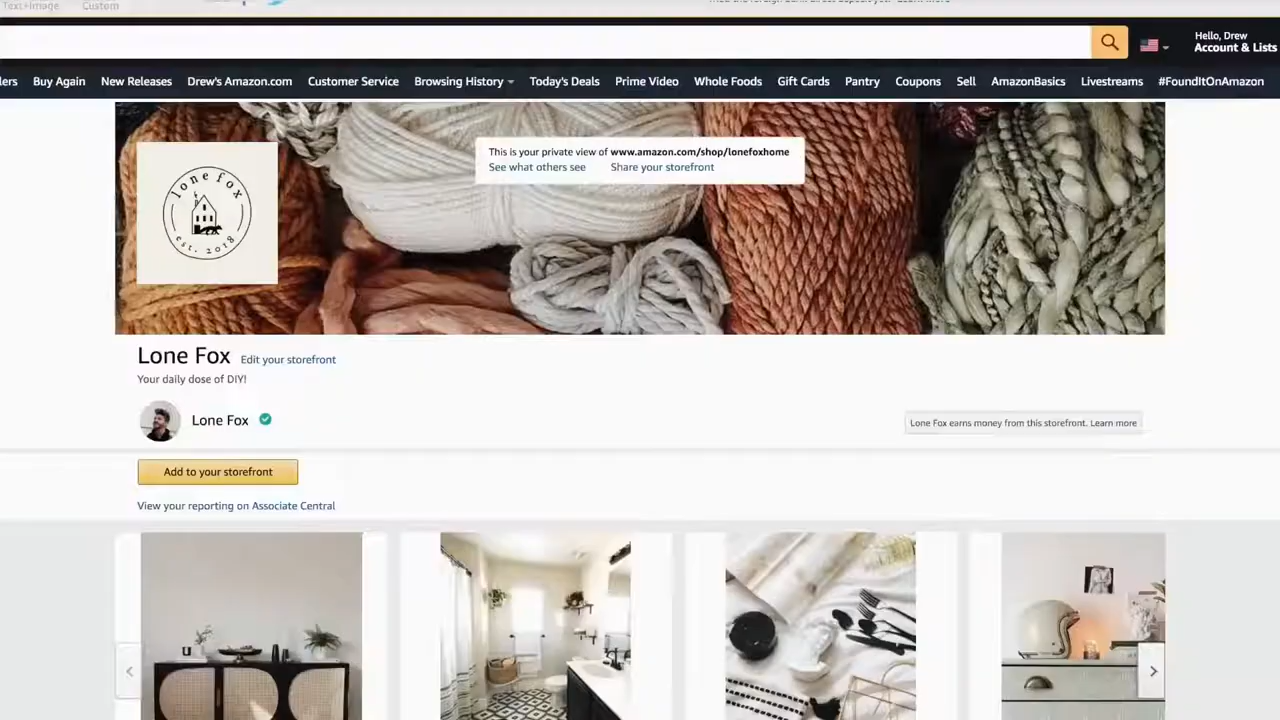 Text+Image Custom
Hello, Drew
Account & Lists
lers Buy Again New Releases Drew's Amazon.com Customer Service Browsing History Today's Deals Prime Video Whole Foods Gift Cards Pantry Coupons Sell AmazonBasics Livestreams #FoundItOnAmazon
This is your private view of www.amazon.com/shop/lonefoxhome
See what others see Share your storefront
lone fox
est. 2018
Lone Fox Edit your storefront
Your daily dose of DIY!
Lone Fox
Lone Fox earns money from this storefront. Learn more
Add to your storefront
View your reporting on Associate Central